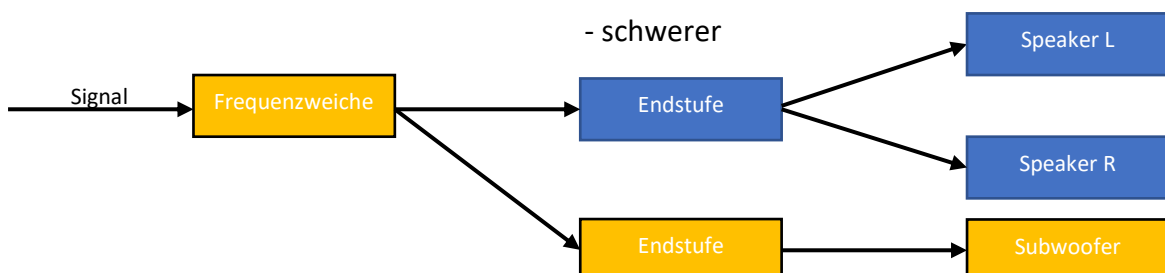 - schwerer
Speaker L
Signal
Frequenzweiche
Endstufe
Speaker R
Endstufe
Subwoofer